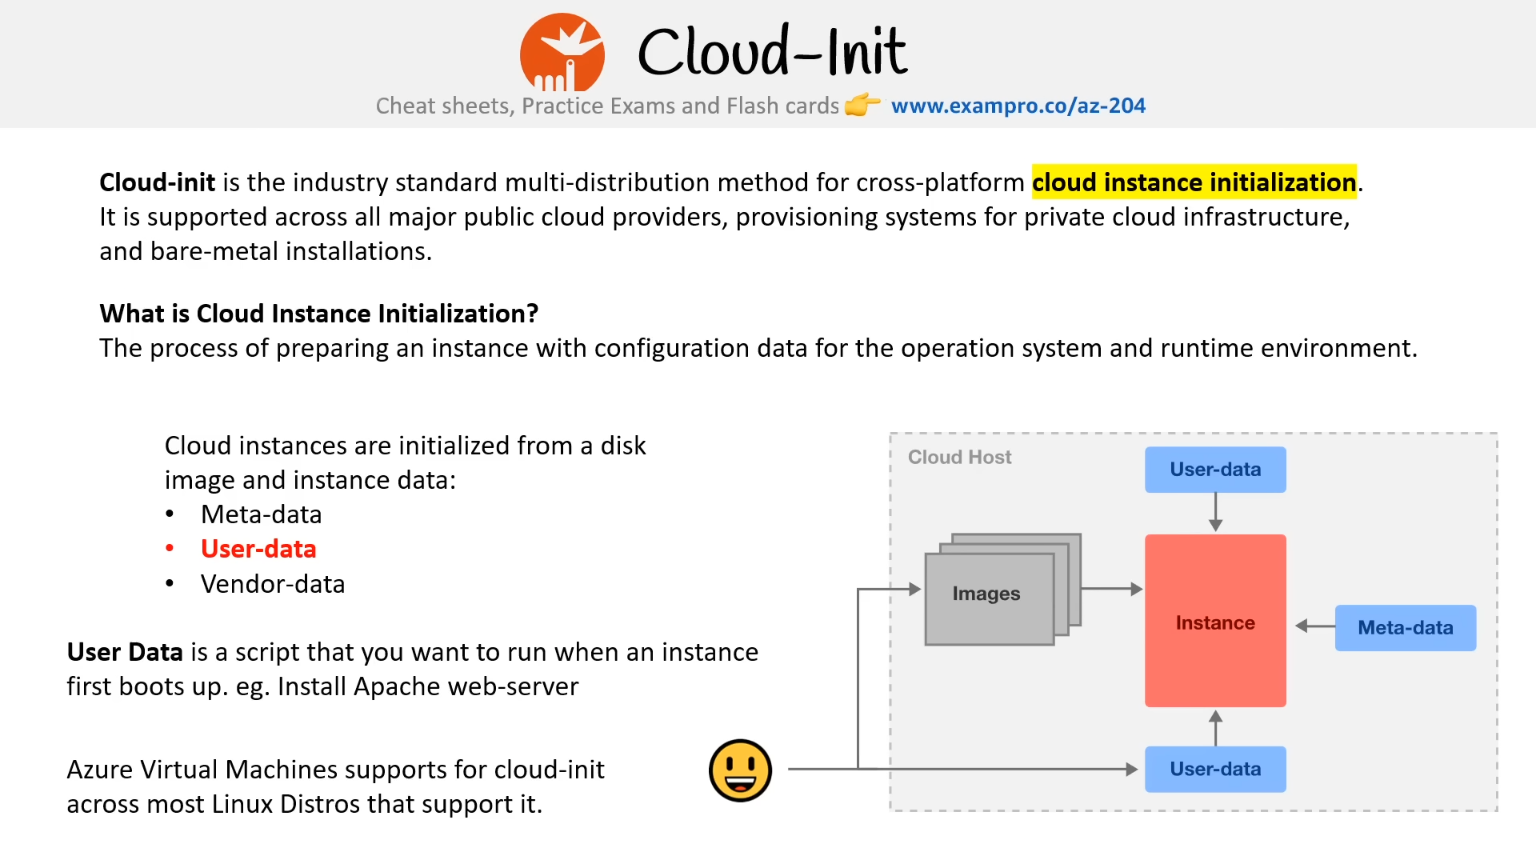 Cloud-Init
Cheat sheets, Practice Exams and Flash cards 👉 www.exampro.co/az-204
Cloud-init is the industry standard multi-distribution method for cross-platform cloud instance initialization.
It is supported across all major public cloud providers, provisioning systems for private cloud infrastructure,
and bare-metal installations.
What is Cloud Instance Initialization?
The process of preparing an instance with configuration data for the operation system and runtime environment.
Cloud instances are initialized from a disk
image and instance data:
• Meta-data
• User-data
• Vendor-data
User Data is a script that you want to run when an instance
first boots up. eg. Install Apache web-server
Azure Virtual Machines supports for cloud-init
across most Linux Distros that support it.
Cloud Host
User-data
Images
Instance
Meta-data
User-data